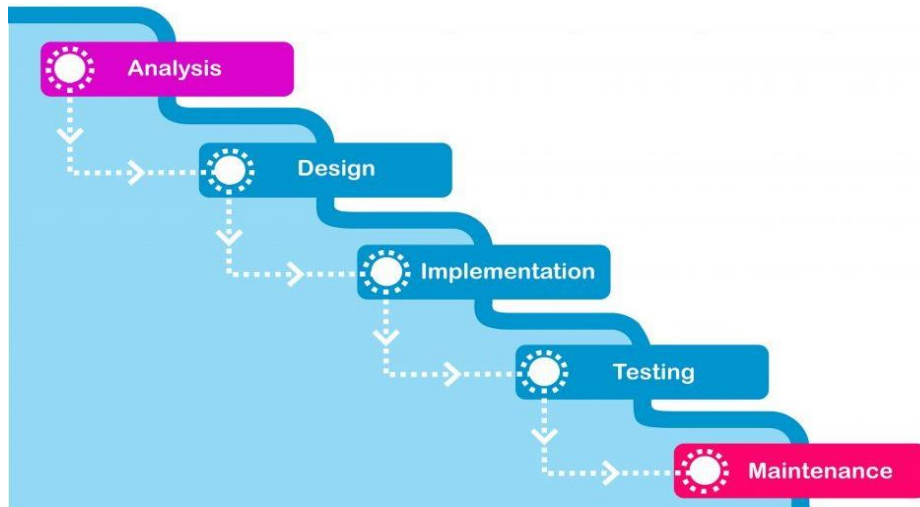 Analysis
Design
Implementation
Testing
Maintenance